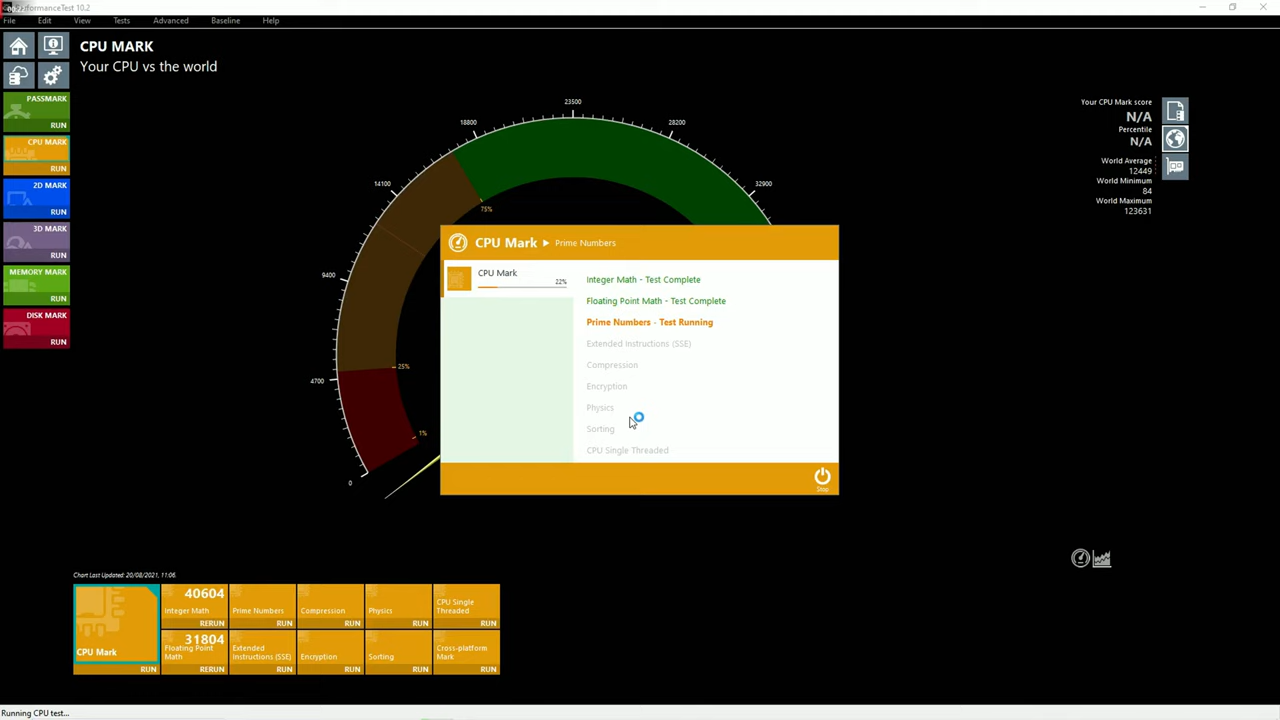 formanceTest 10.2
File Edit View Tests Advanced Baseline Help
CPU MARK
Your CPU vs the world
PASSMARK
RUN
CPU MARK
RUN
2D MARK
RUN
3D MARK
RUN
MEMORY MARK
RUN
DISK MARK
RUN
23500
18800
28200
14100
32900
9400
4700
0
75%
25%
1%
Your CPU Mark score
N/A
Percentile
N/A
World Average
12449
World Minimum
84
World Maximum
123631
CPU Mark Prime Numbers
CPU Mark
22%
Integer Math - Test Complete
Floating Point Math - Test Complete
Prime Numbers - Test Running
Extended Instructions (SSE)
Compression
Encryption
Physics
Sorting
CPU Single Threaded
Stop
Chart Last Updated: 20/08/2021, 11:06.
CPU Mark
RUN
40604
Integer Math
RERUN
Prime Numbers
RUN
Compression
RUN
Physics
RUN
CPU Single
Threaded
RUN
31804
Floating Point
Math
RERUN
Extended
Instructions (SSE)
RUN
Encryption
RUN
Sorting
RUN
Cross-platform
Mark
RUN
Running CPU test...